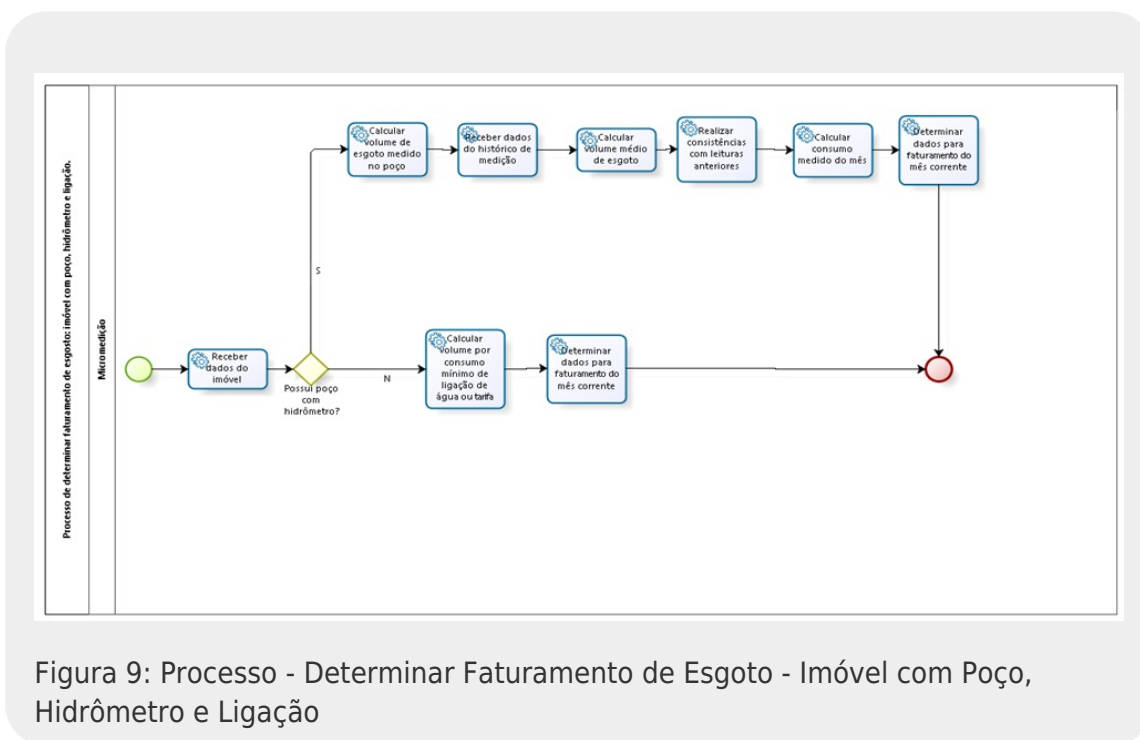 Processo de determinar faturamento de esgosto: imóvel com poço, hidrômetro e ligação.
Micromedição
Receber
dados do
imóvel
Possui poço
com
hidrômetro?
S
Calcular
volume de
esgoto medido
no poço
Receber dados
do histórico de
medição
Calcular
volume médio
de esgoto
Realizar
consistências
com leituras
anteriores
Calcular
consumo
medido do mês
Determinar
dados para
faturamento do
mês corrente
N
Calcular
volume por
consumo
mínimo de
ligação de
água ou tarifa
Determinar
dados para
faturamento do
mês corrente
Figura 9: Processo - Determinar Faturamento de Esgoto - Imóvel com Poço,
Hidrômetro e Ligação